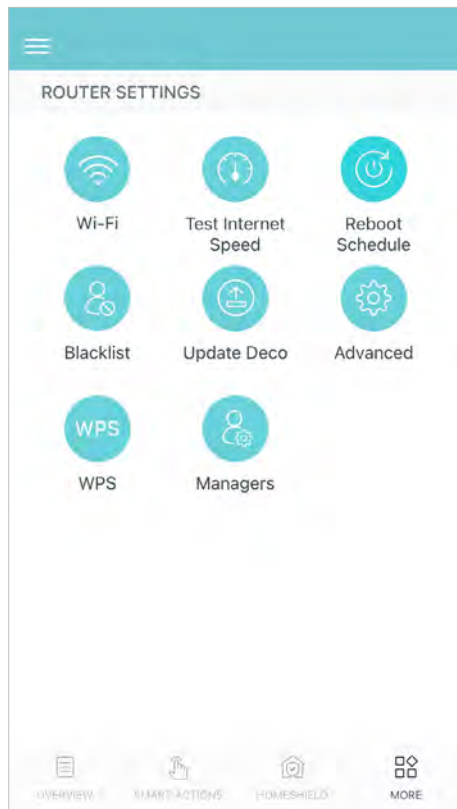 ROUTER SETTINGS
Wi-Fi
Test Internet
Speed
Reboot
Schedule
Blacklist
Update Deco
Advanced
WPS
WPS
Managers
OVERVIEW
SMART ACTIONS
HOMESHIELD
MORE